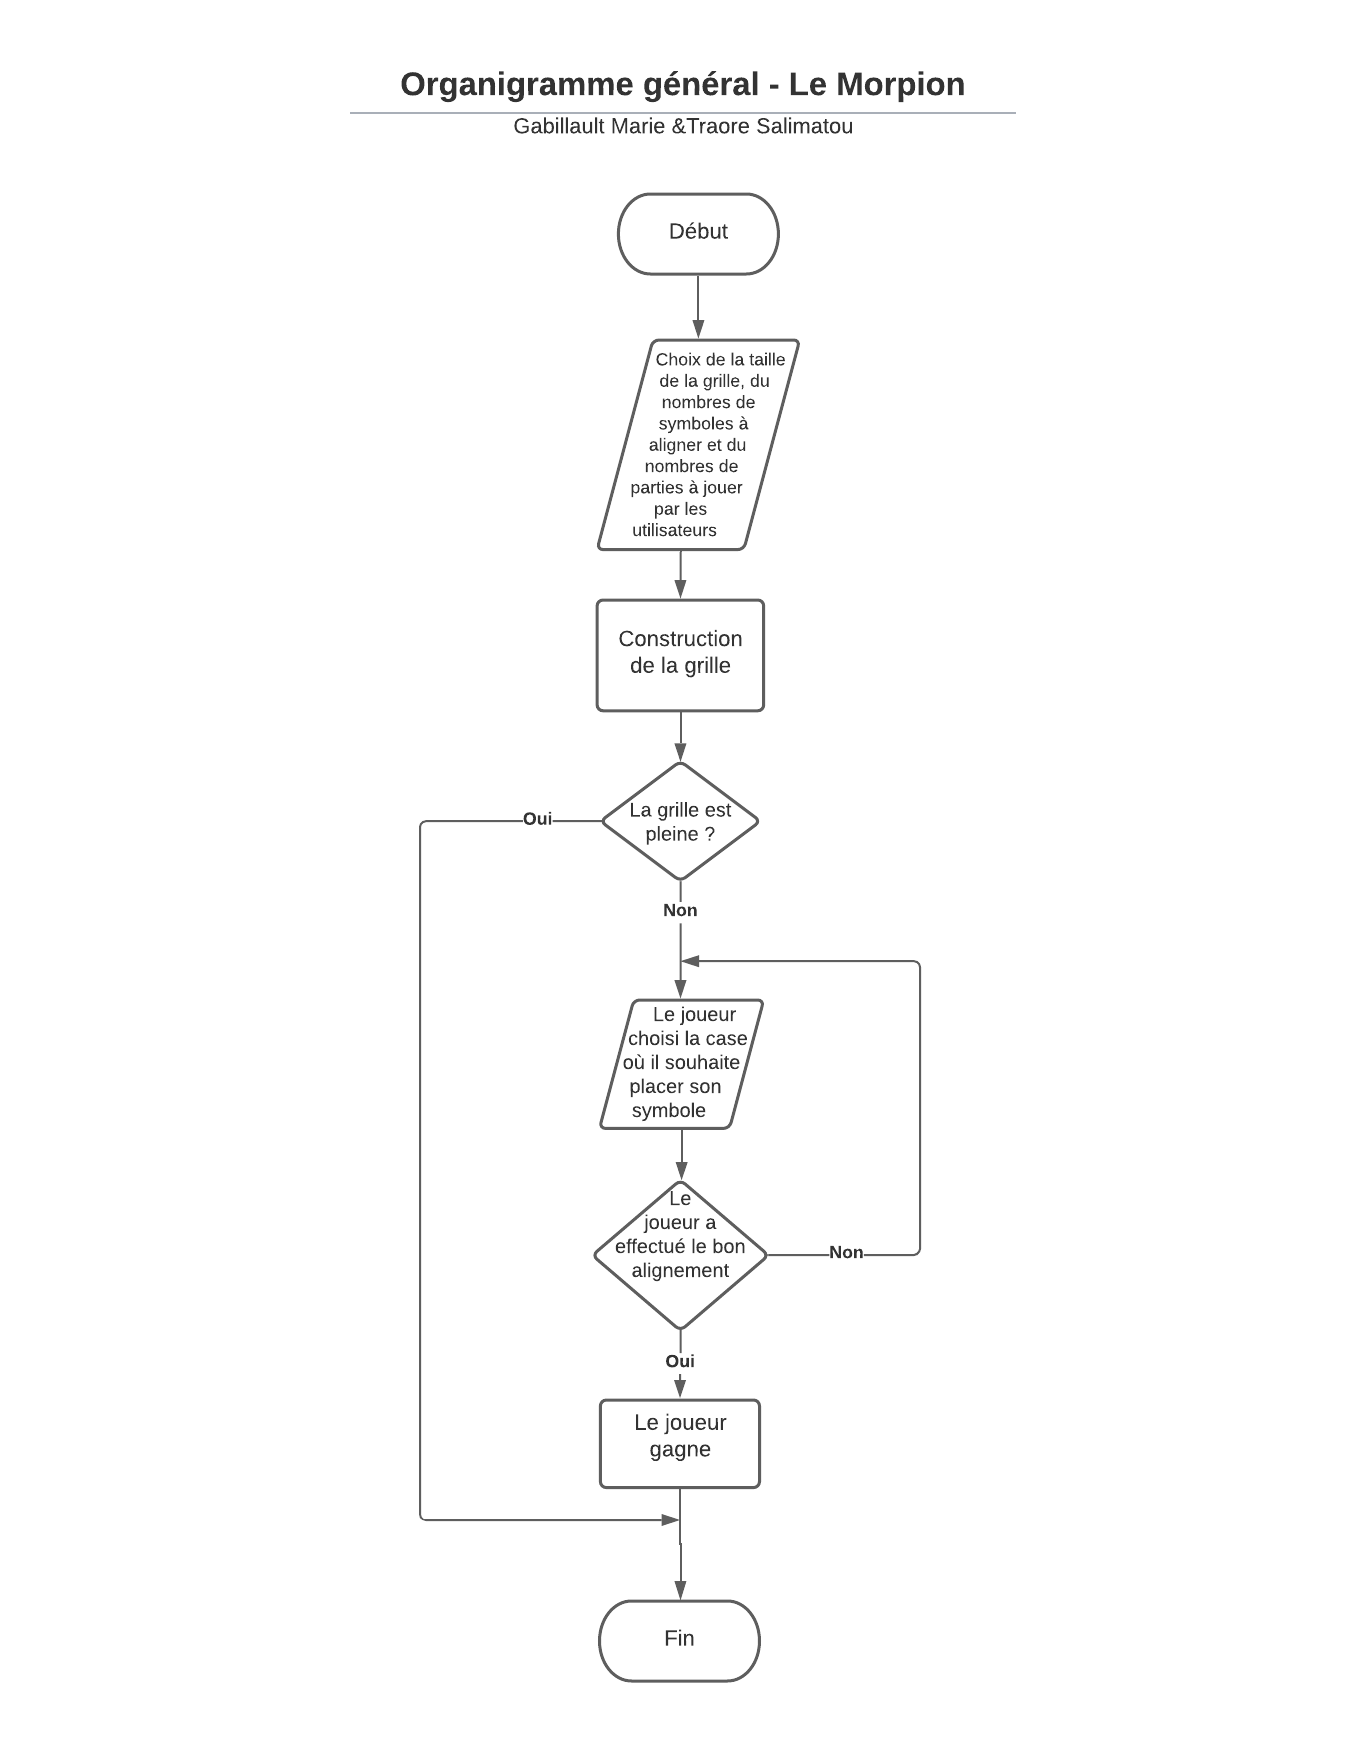 Organigramme général - Le Morpion
Gabillault Marie &Traore Salimatou
Début
Choix de la taille
de la grille, du
nombres de
symboles à
aligner et du
nombres de
parties à jouer
par les
utilisateurs
Construction
de la grille
La grille est
pleine ?
Oui
Non
Le joueur
choisi la case
où il souhaite
placer son
symbole
Le
joueur a
effectué le bon
alignement
Non
Oui
Le joueur
gagne
Fin